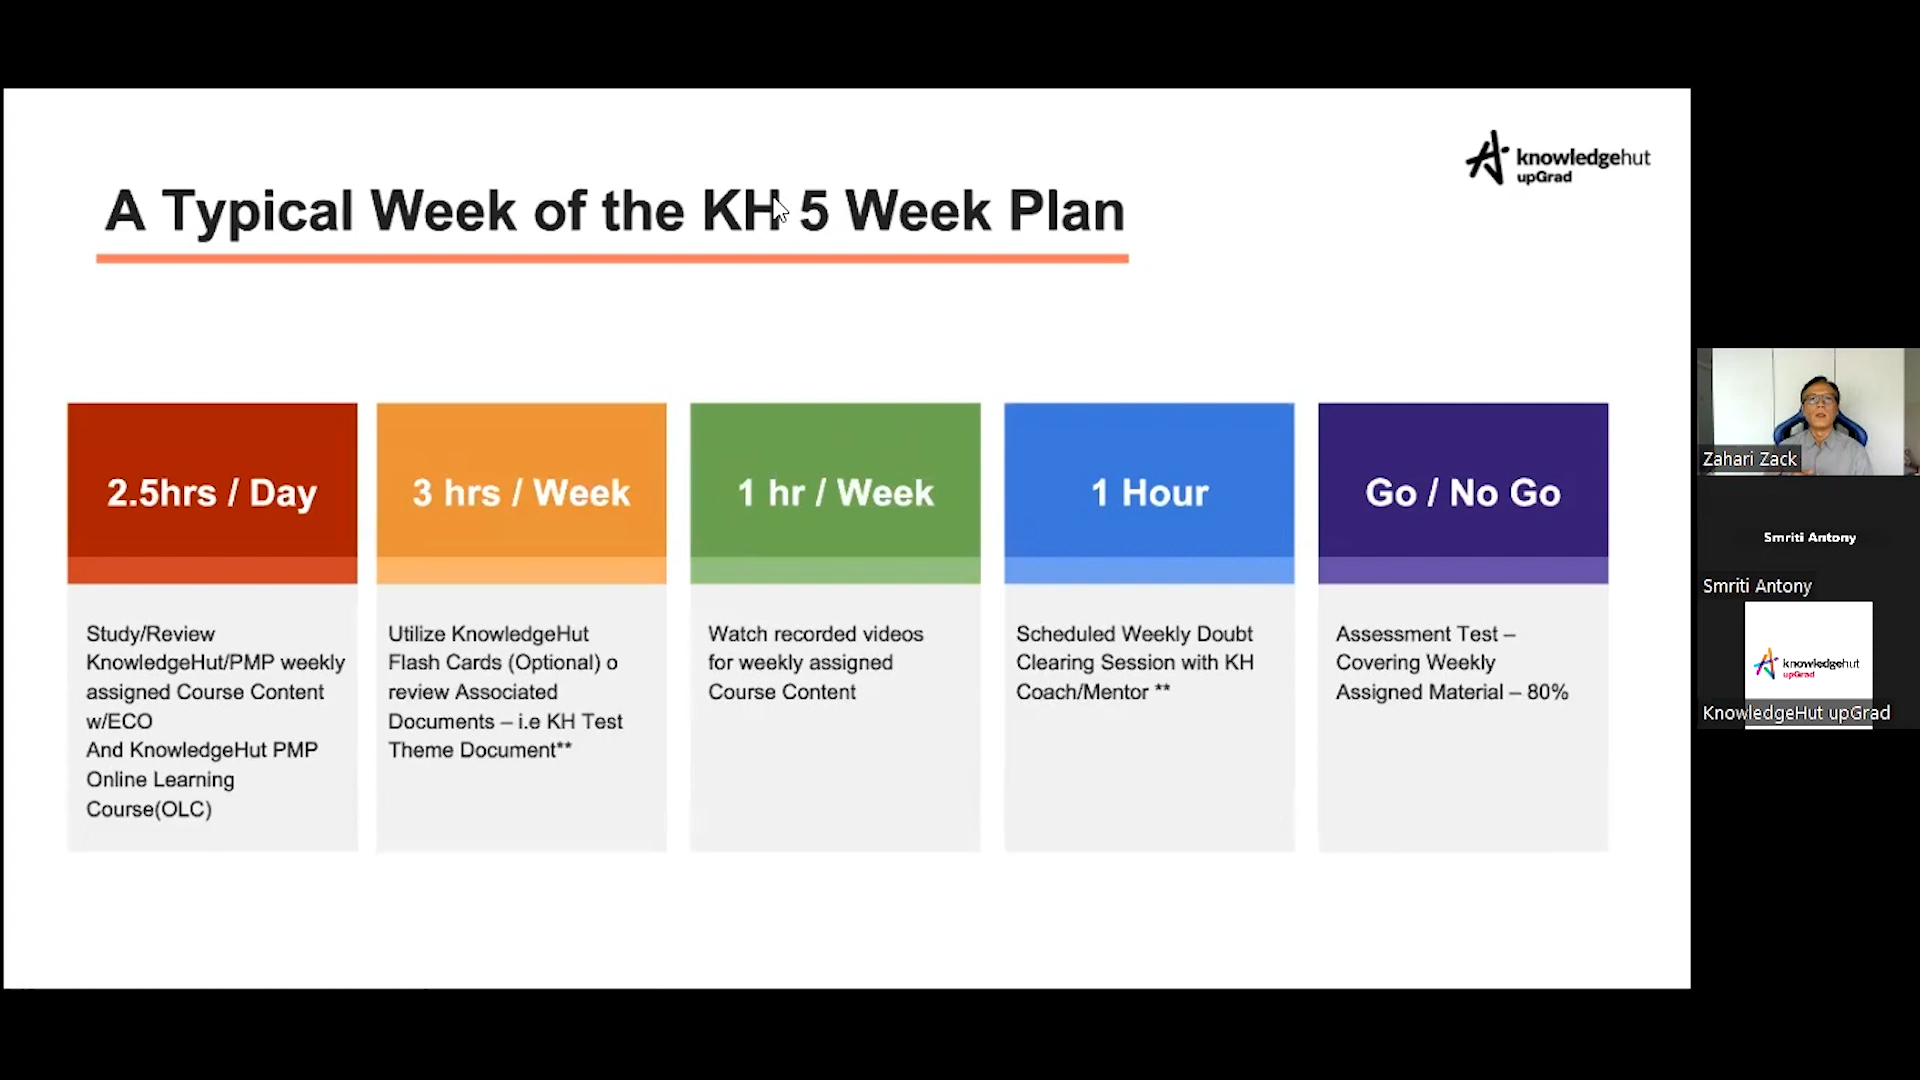 knowledgehut
upGrad
A Typical Week of the KH 5 Week Plan
2.5hrs / Day
Study/Review
KnowledgeHut/PMP weekly
assigned Course Content
w/ECO
And KnowledgeHut PMP
Online Learning
Course(OLC)
3 hrs / Week
Utilize KnowledgeHut
Flash Cards (Optional) o
review Associated
Documents – i.e KH Test
Theme Document**
1 hr / Week
Watch recorded videos
for weekly assigned
Course Content
1 Hour
Scheduled Weekly Doubt
Clearing Session with KH
Coach/Mentor **
Go / No Go
Assessment Test –
Covering Weekly
Assigned Material – 80%
Zahari Zack
Smriti Antony
Smriti Antony
knowledgehut
upGrad
KnowledgeHut upGrad